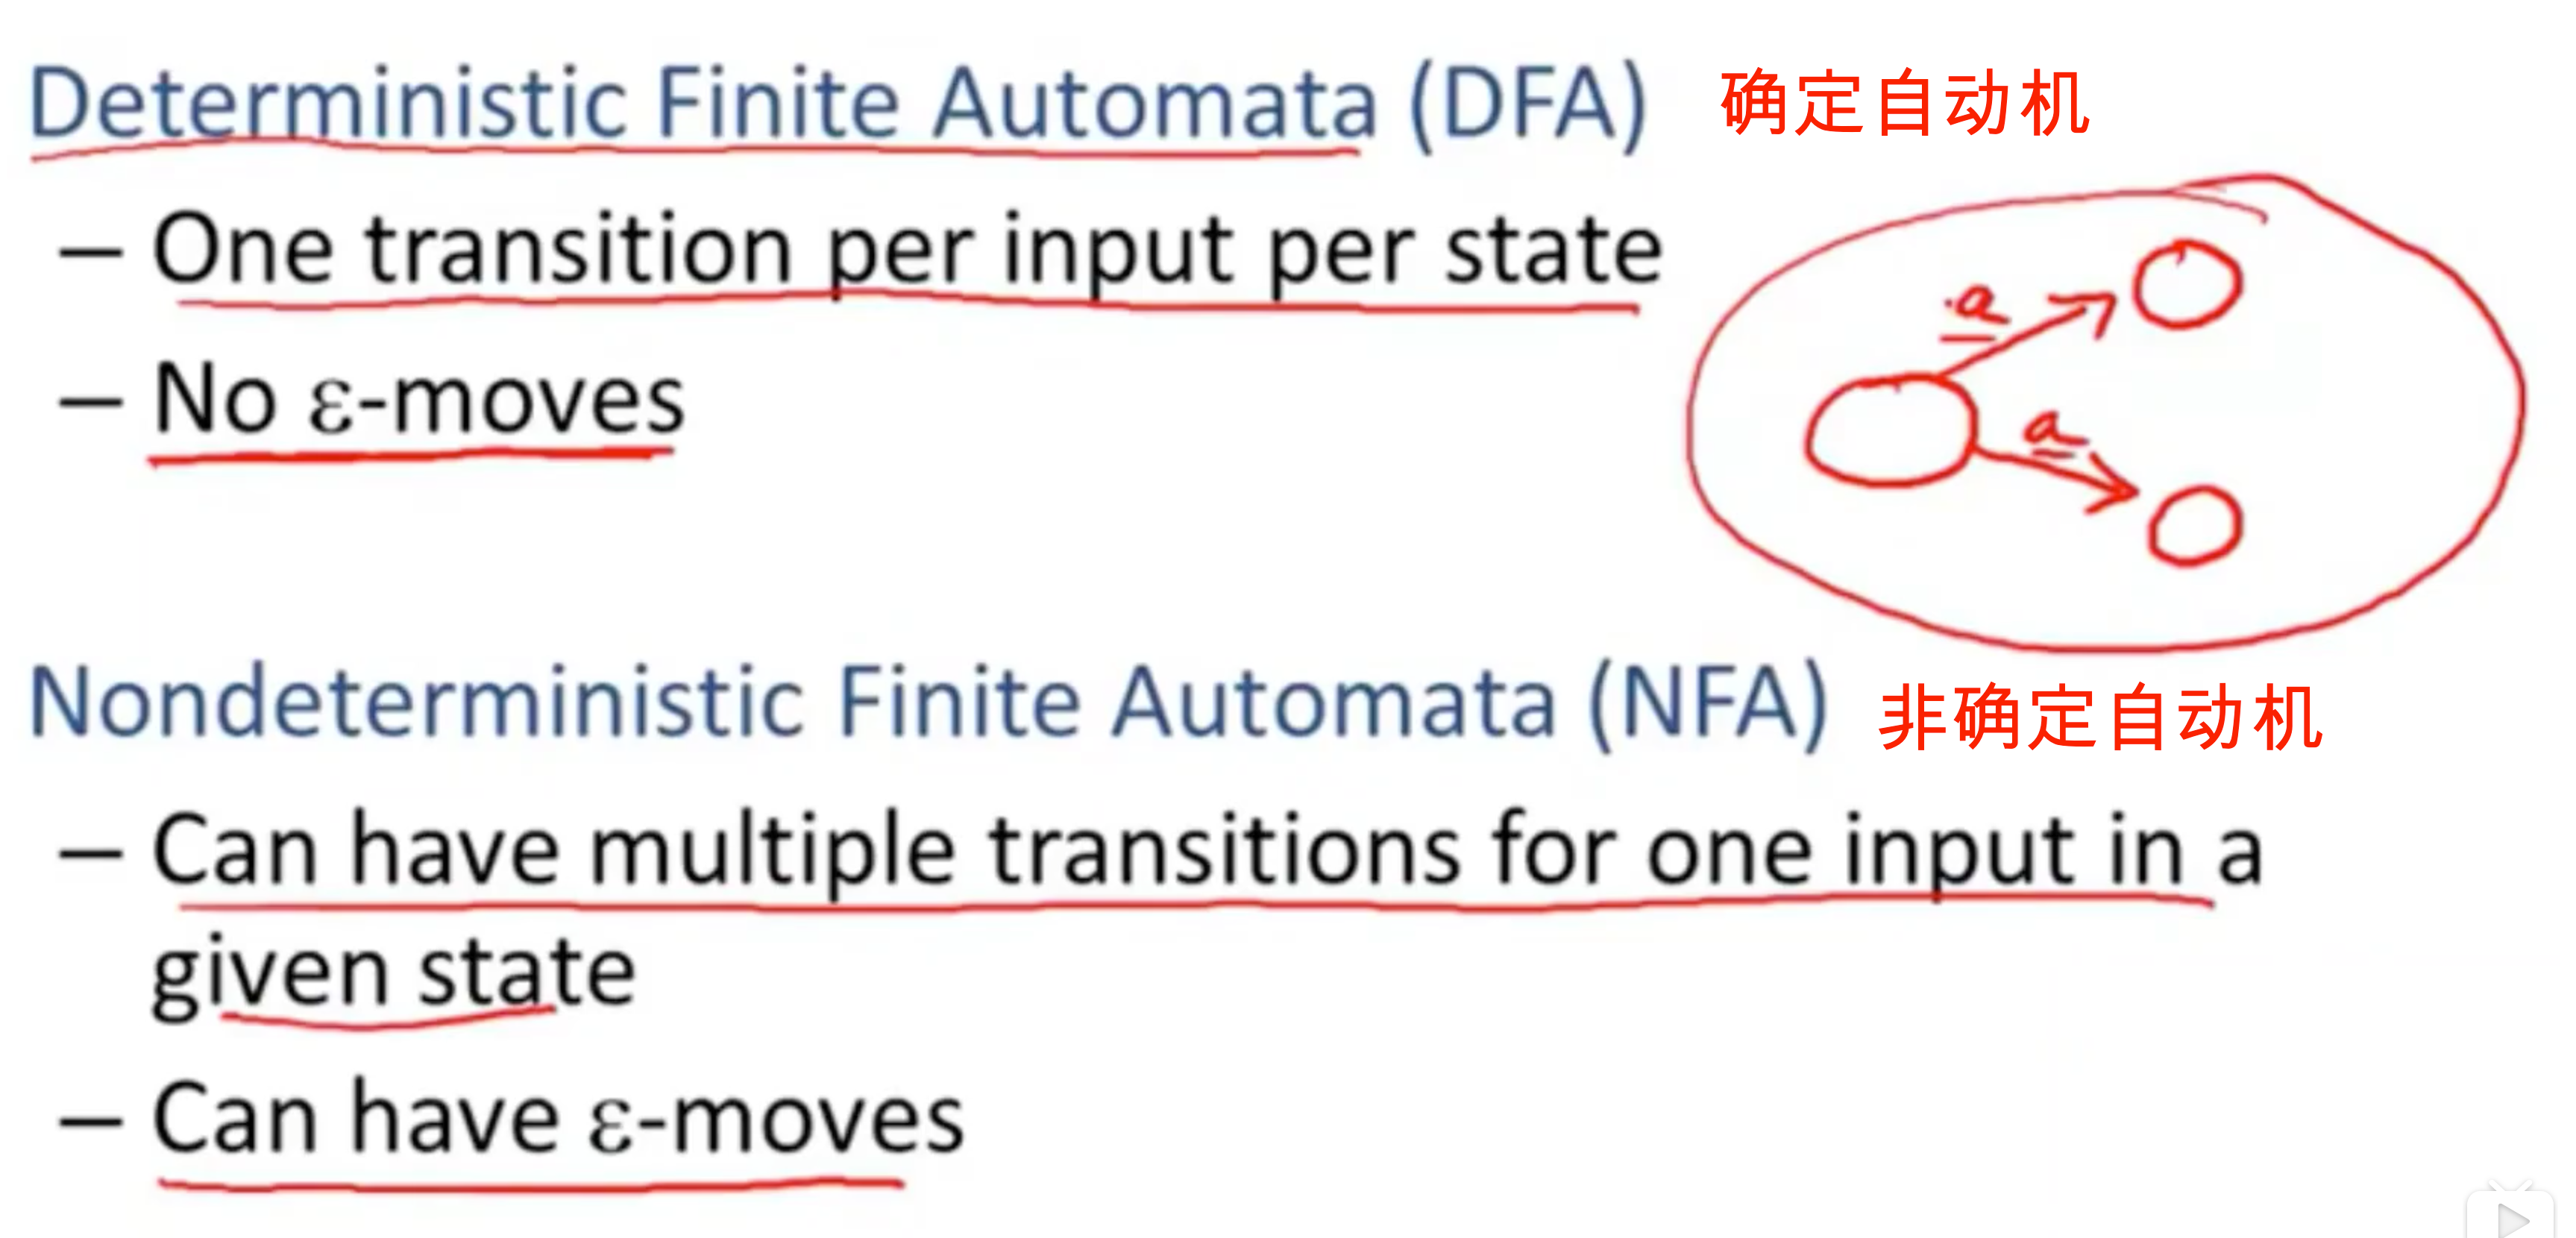 Deterministic Finite Automata (DFA) 确定自动机
– One transition per input per state
– No ε-moves
a
a
Nondeterministic Finite Automata (NFA) 非确定自动机
– Can have multiple transitions for one input in a
given state
– Can have ε-moves